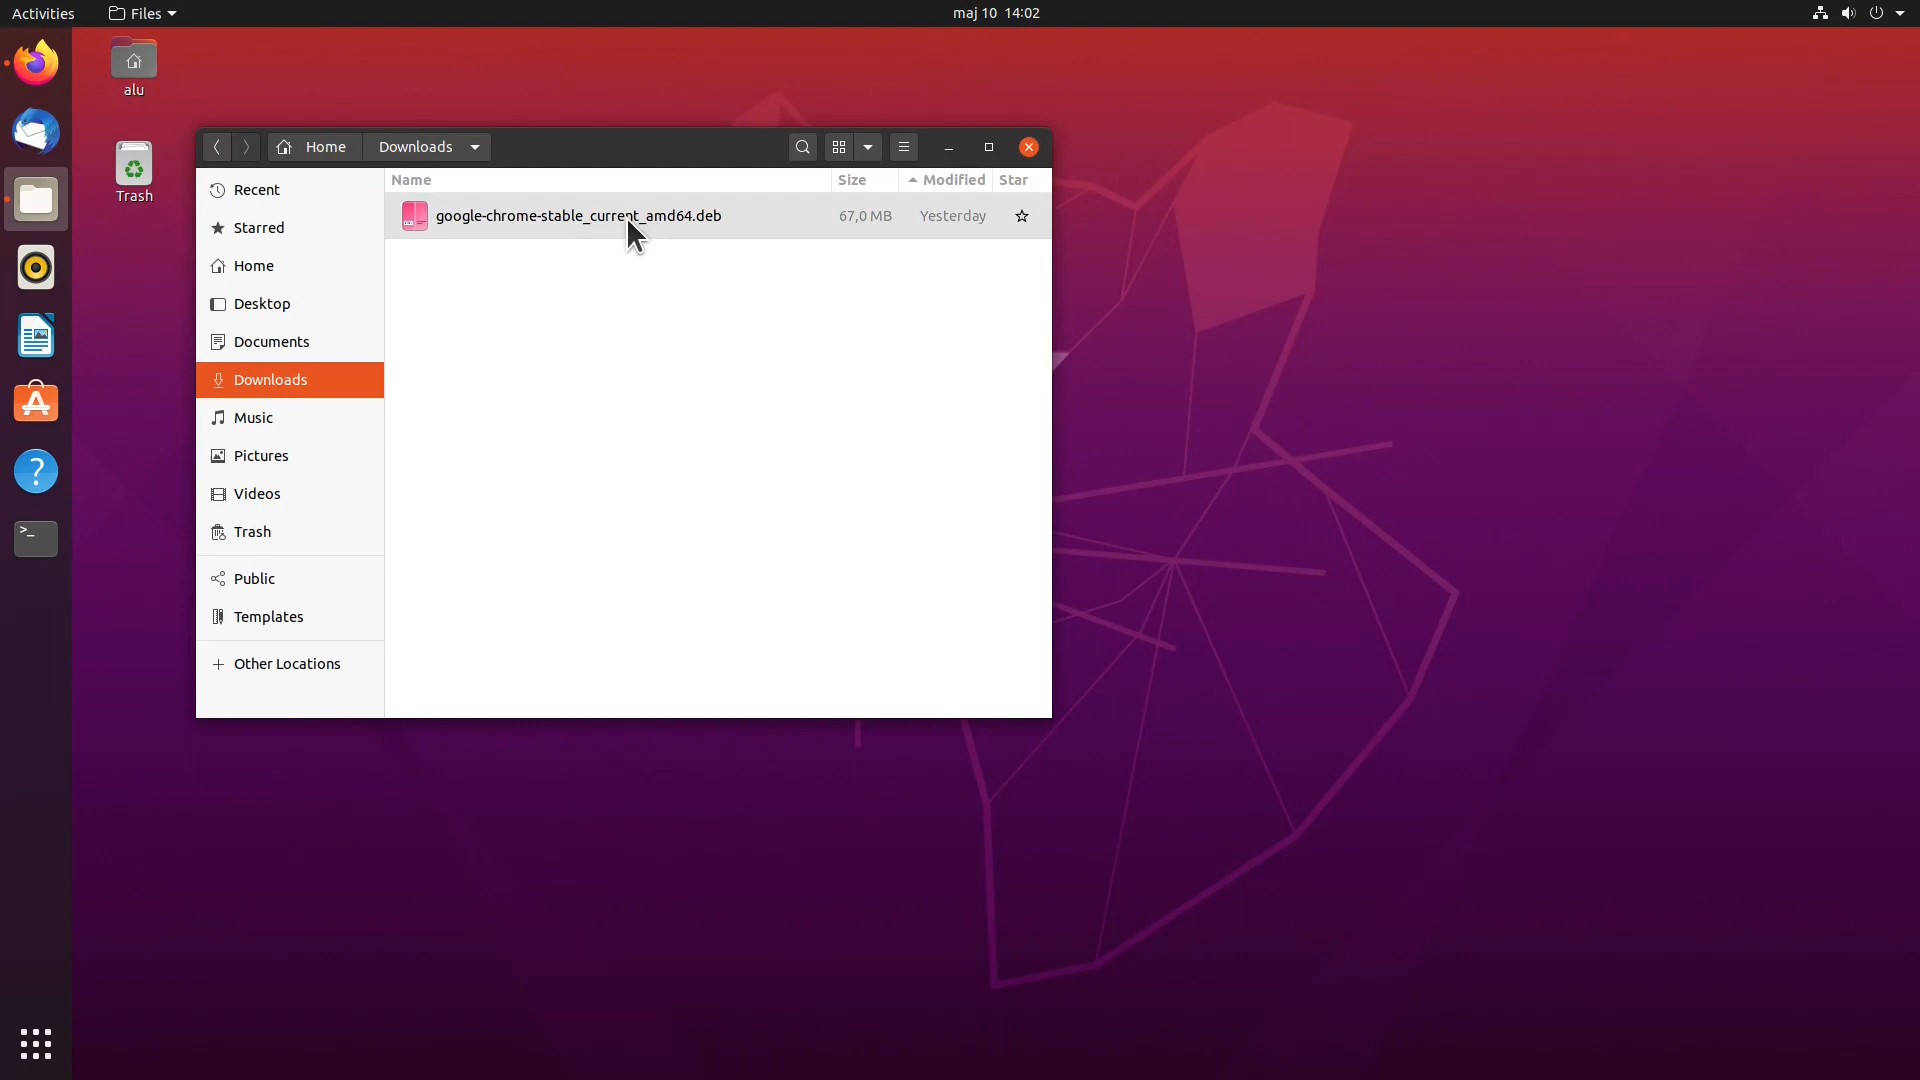 Activities
Files
maj 10 14:02
alu
Trash
Home
Downloads
Recent
Starred
Home
Desktop
Documents
Downloads
Music
Pictures
Videos
Trash
Public
Templates
Other Locations
Name Size Modified Star
google-chrome-stable_current_amd64.deb 67,0 MB Yesterday